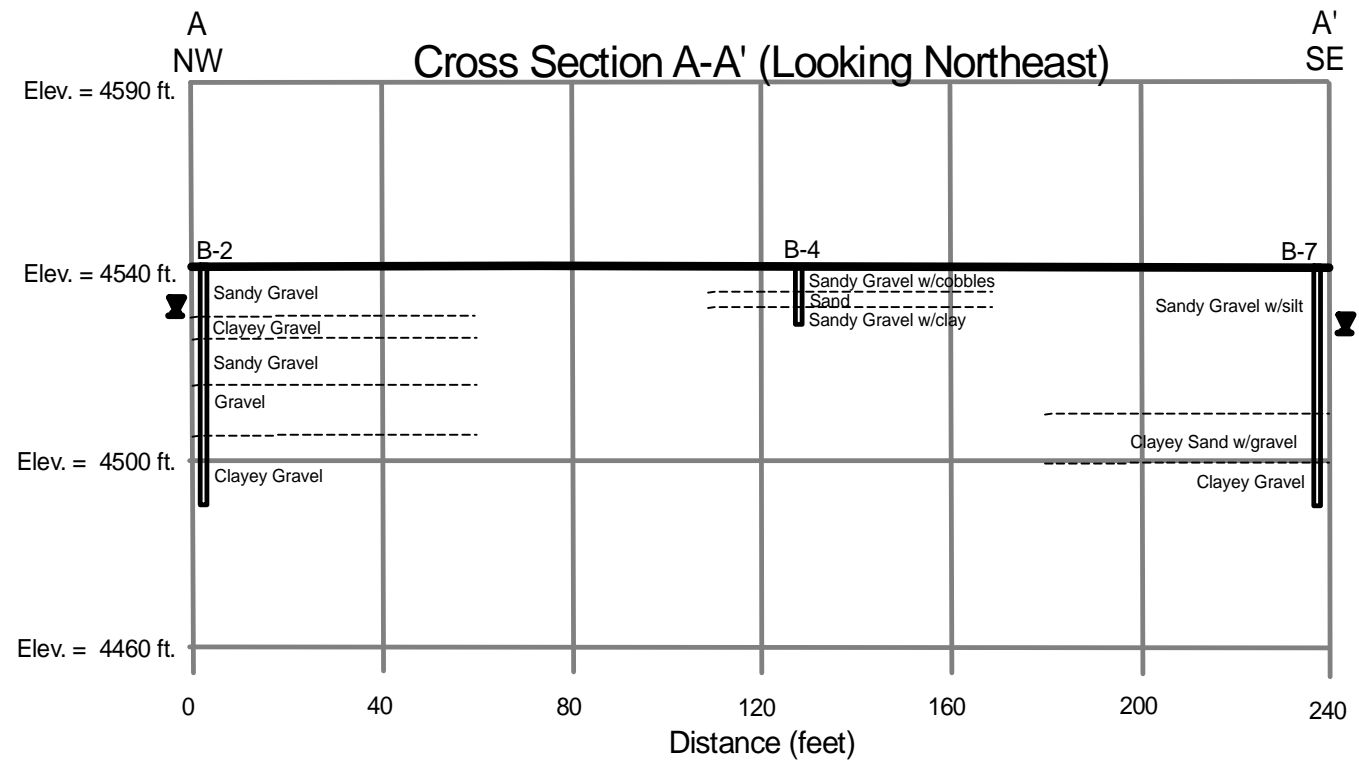 A
NW
Cross Section A-A' (Looking Northeast)
A'
SE
Elev. = 4590 ft.
B-2
B-4
B-7
Elev. = 4540 ft.
Sandy Gravel
Sandy Gravel w/cobbles
Sand
Sandy Gravel w/silt
Clayey Gravel
Sandy Gravel w/clay
Sandy Gravel
Gravel
Clayey Sand w/gravel
Elev. = 4500 ft.
Clayey Gravel
Clayey Gravel
Elev. = 4460 ft.
0 40 80 120 160 200 240
Distance (feet)